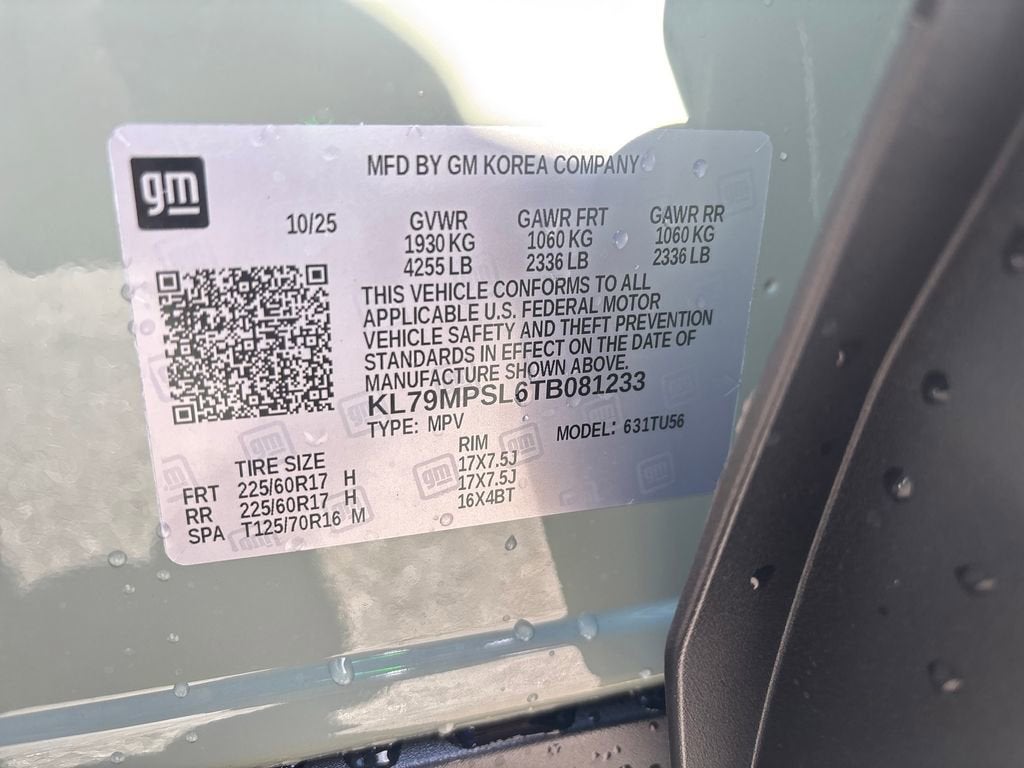 gm
MFD BY GM KOREA COMPANY
10/25
GVWR GAWR FRT GAWR RR
1930 KG 1060 KG 1060 KG
4255 LB 2336 LB 2336 LB
THIS VEHICLE CONFORMS TO ALL
APPLICABLE U.S. FEDERAL MOTOR
VEHICLE SAFETY AND THEFT PREVENTION
STANDARDS IN EFFECT ON THE DATE OF
MANUFACTURE SHOWN ABOVE.
KL79MPSL6TB081233
TYPE: MPV MODEL: 631TU56
TIRE SIZE RIM
FRT 225/60R17 H 17X7.5J
RR 225/60R17 H 17X7.5J
SPA T125/70R16 M 16X4BT